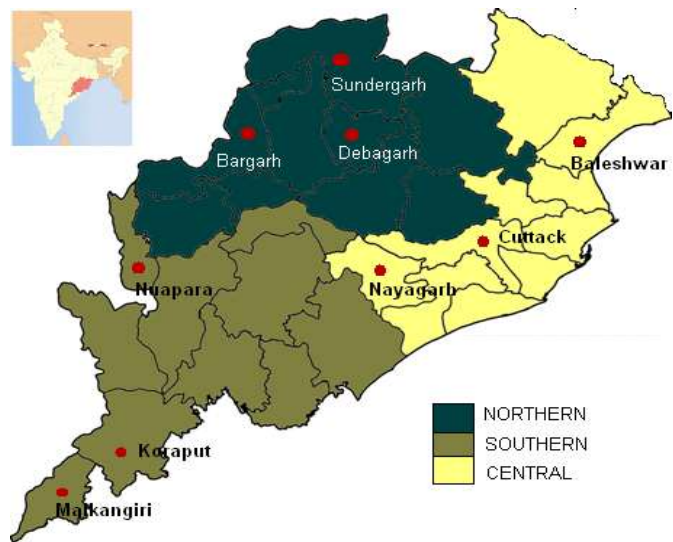 Sundergarh
Bargarh
Debagarh
Baleshwar
Cuttack
Nuapara
Nayagarh
NORTHERN
SOUTHERN
CENTRAL
Koraput
Malkangiri